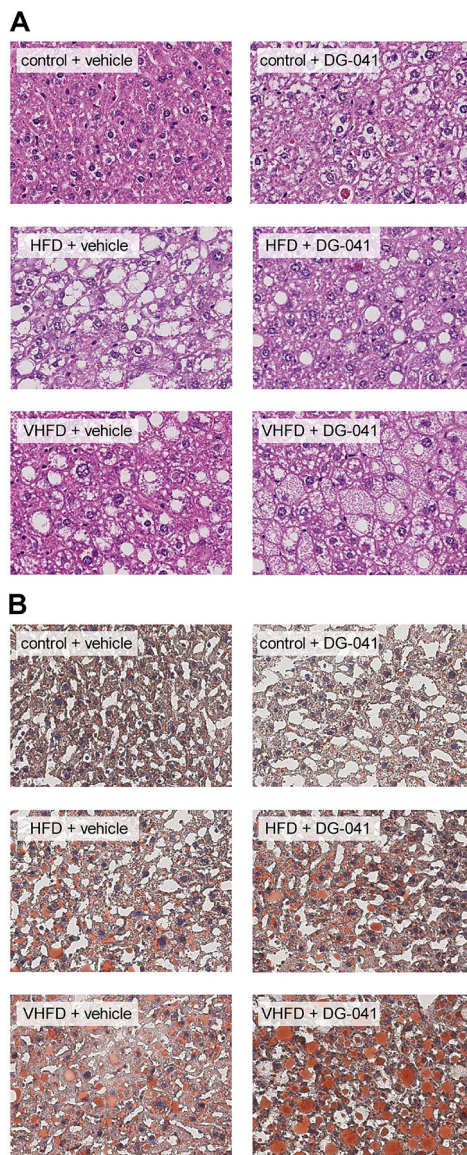 A
control + vehicle
control + DG-041
HFD + vehicle
HFD + DG-041
VHFD + vehicle
VHFD + DG-041
B
control + vehicle
control + DG-041
HFD + vehicle
HFD + DG-041
VHFD + vehicle
VHFD + DG-041